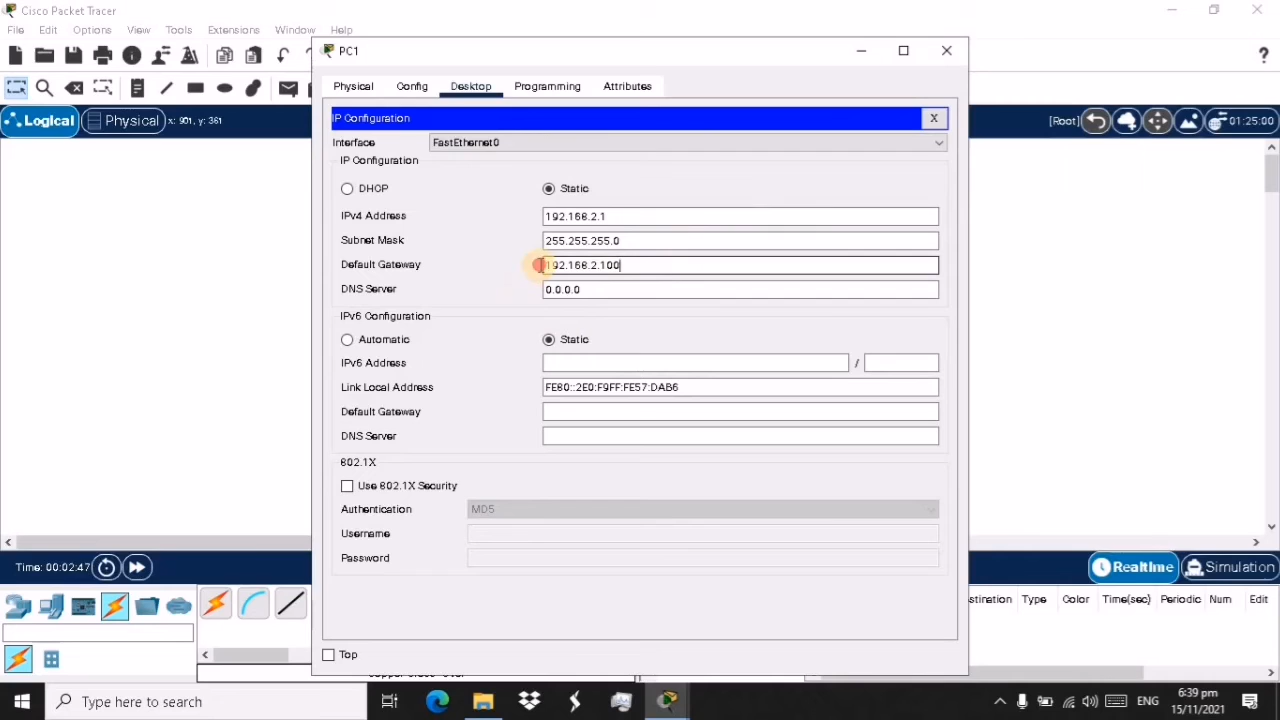 Cisco Packet Tracer
File Edit Options View Tools Extensions Window Help
PC1
Physical Config Desktop Programming Attributes
Logical Physical x: 901, y: 361 [Root] 01:25:00
IP Configuration X
Interface FastEthernet0
IP Configuration
DHCP Static
IPv4 Address 192.168.2.1
Subnet Mask 255.255.255.0
Default Gateway 192.168.2.100
DNS Server 0.0.0.0
IPv6 Configuration
Automatic Static
IPv6 Address /
Link Local Address FE80::2E0:F9FF:FE57:DAB6
Default Gateway
DNS Server
802.1X
Use 802.1X Security
Authentication MD5
Username
Password
Time: 00:02:47 Realtime Simulation
stination Type Color Time(sec) Periodic Num Edit
Top
Type here to search
ENG 6:39 pm
15/11/2021